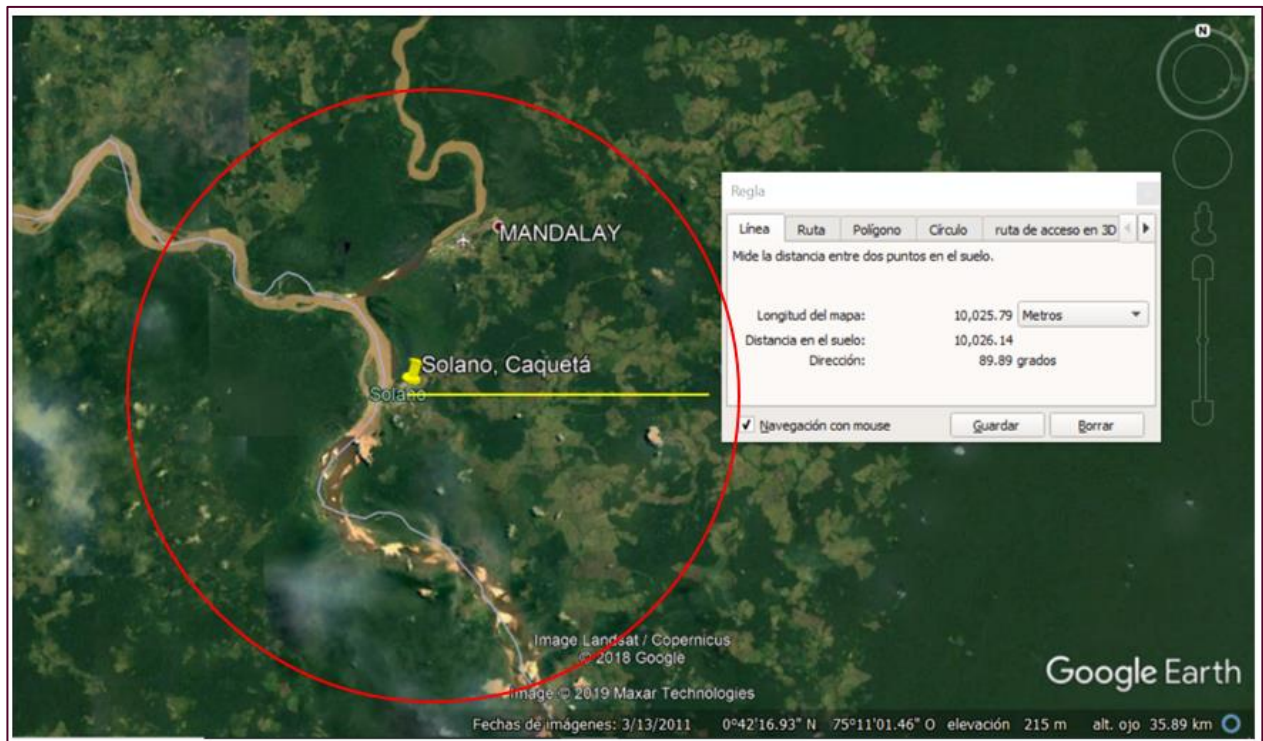 N
MANDALAY
Solano, Caquetá
Solano
Regla
Línea Ruta Polígono Círculo ruta de acceso en 3D
Mide la distancia entre dos puntos en el suelo.
Longitud del mapa: 10,025.79 Metros
Distancia en el suelo: 10,026.14
Dirección: 89.89 grados
Navegación con mouse Guardar Borrar
Image Landsat / Copernicus
© 2018 Google
Image © 2019 Maxar Technologies
Google Earth
Fechas de imágenes: 3/13/2011 0°42'16.93" N 75°11'01.46" O elevación 215 m alt. ojo 35.89 km